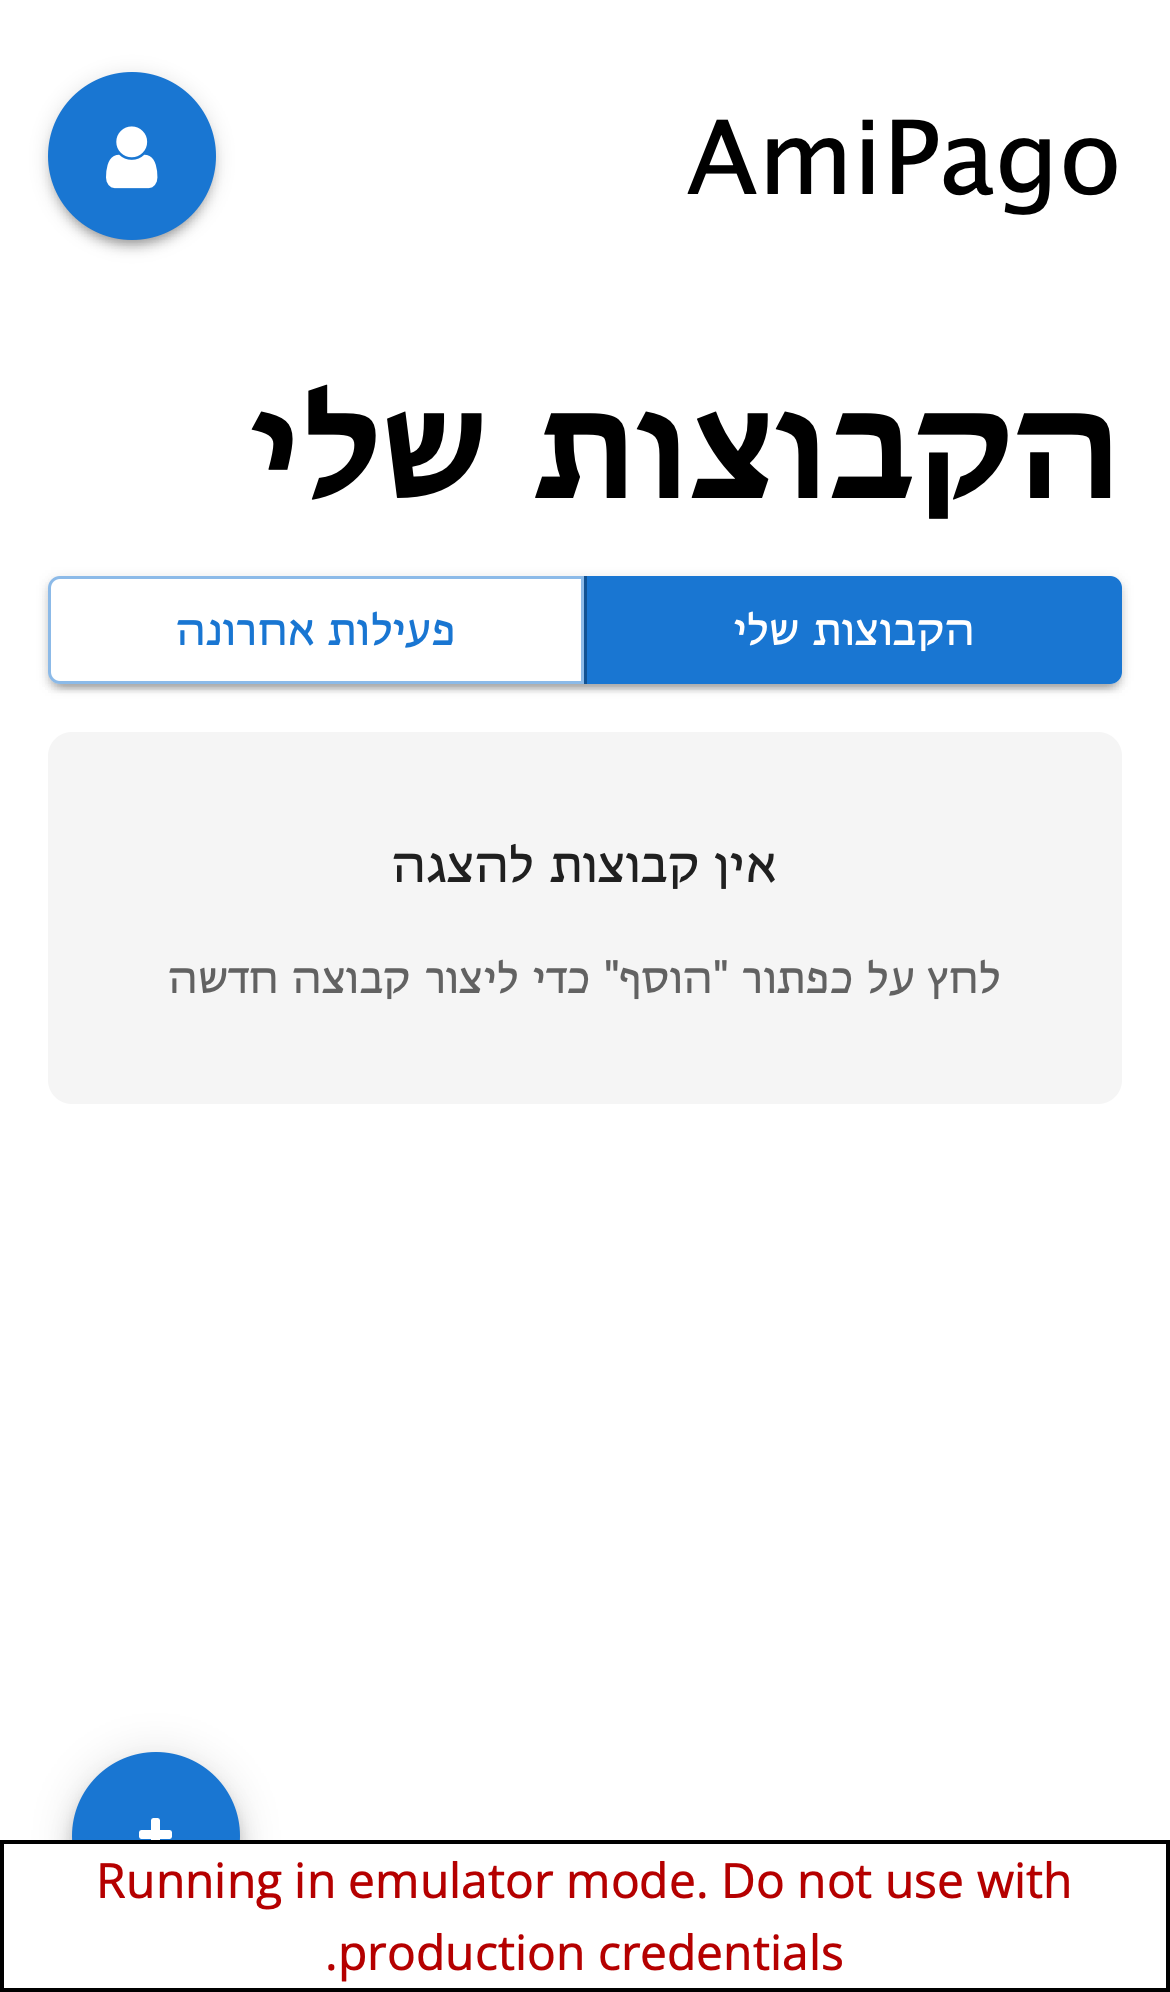 AmiPago
הקבוצות שלי
הקבוצות שלי
פעילות אחרונה
אין קבוצות להצגה
לחץ על כפתור "הוסף" כדי ליצור קבוצה חדשה
Running in emulator mode. Do not use with
production credentials.